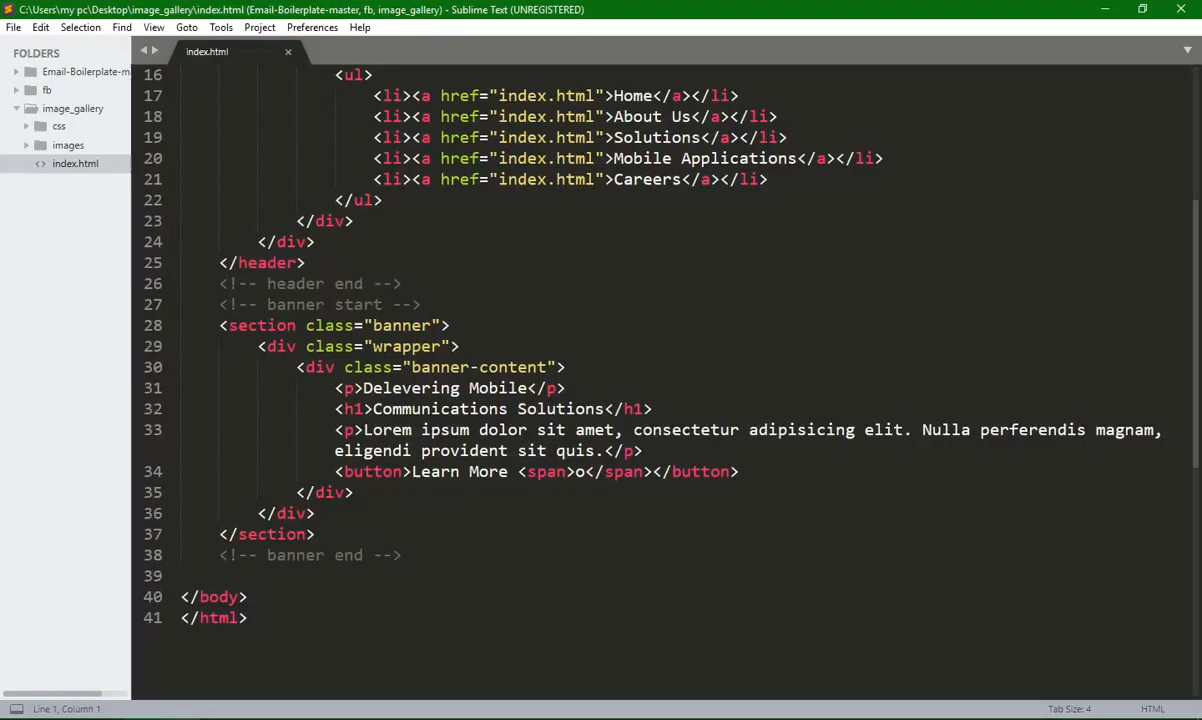 C:\Users\my pc\Desktop\image_gallery\index.html (Email-Boilerplate-master, fb, image_gallery) - Sublime Text (UNREGISTERED)
File Edit Selection Find View Goto Tools Project Preferences Help
FOLDERS
Email-Boilerplate-m
fb
image_gallery
css
images
<> index.html
index.html ×
16 <ul>
17 <li><a href="index.html">Home</a></li>
18 <li><a href="index.html">About Us</a></li>
19 <li><a href="index.html">Solutions</a></li>
20 <li><a href="index.html">Mobile Applications</a></li>
21 <li><a href="index.html">Careers</a></li>
22 </ul>
23 </div>
24 </div>
25 </header>
26 <!-- header end -->
27 <!-- banner start -->
28 <section class="banner">
29 <div class="wrapper">
30 <div class="banner-content">
31 <p>Delevering Mobile</p>
32 <h1>Communications Solutions</h1>
33 <p>Lorem ipsum dolor sit amet, consectetur adipisicing elit. Nulla perferendis magnam,
eligendi provident sit quis.</p>
34 <button>Learn More <span>o</span></button>
35 </div>
36 </div>
37 </section>
38 <!-- banner end -->
39
40 </body>
41 </html>
Line 1, Column 1
Tab Size: 4
HTML